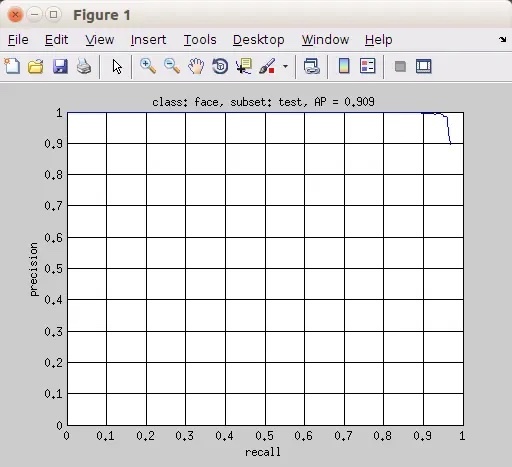 Figure 1
File Edit View Insert Tools Desktop Window Help
class: face, subset: test, AP = 0.909
1
0.9
0.8
0.7
0.6
0.5
0.4
0.3
0.2
0.1
0
precision
0 0.1 0.2 0.3 0.4 0.5 0.6 0.7 0.8 0.9 1
recall